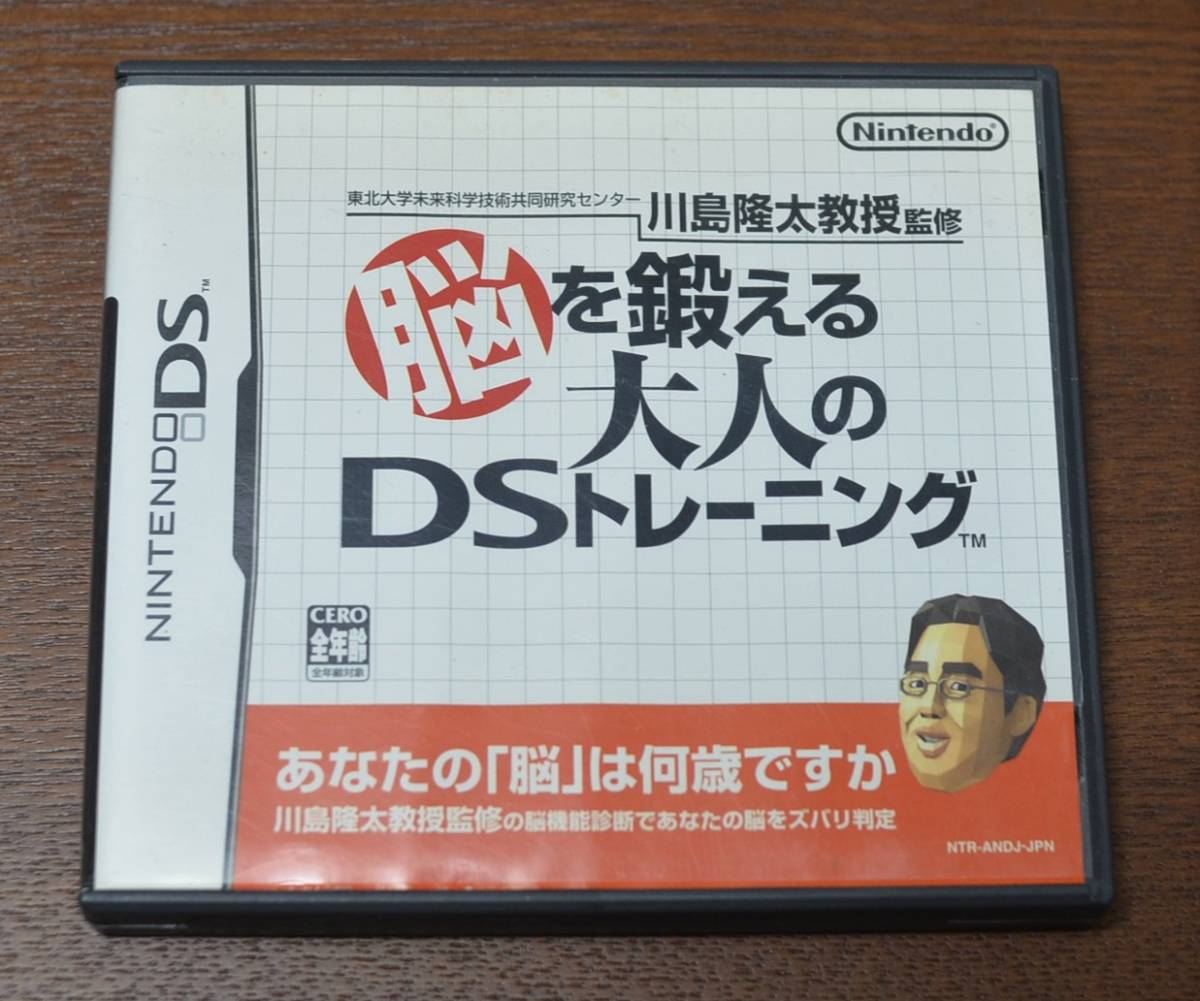 Nintendo®
東北大学未来科学技術共同研究センター 川島隆太教授監修
脳を鍛える
大人の
DSトレーニング™
NINTENDO DS™
CERO
全年齢
全年齢対象
あなたの「脳」は何歳ですか
川島隆太教授監修の脳機能診断であなたの脳をズバリ判定
NTR-ANDJ-JPN